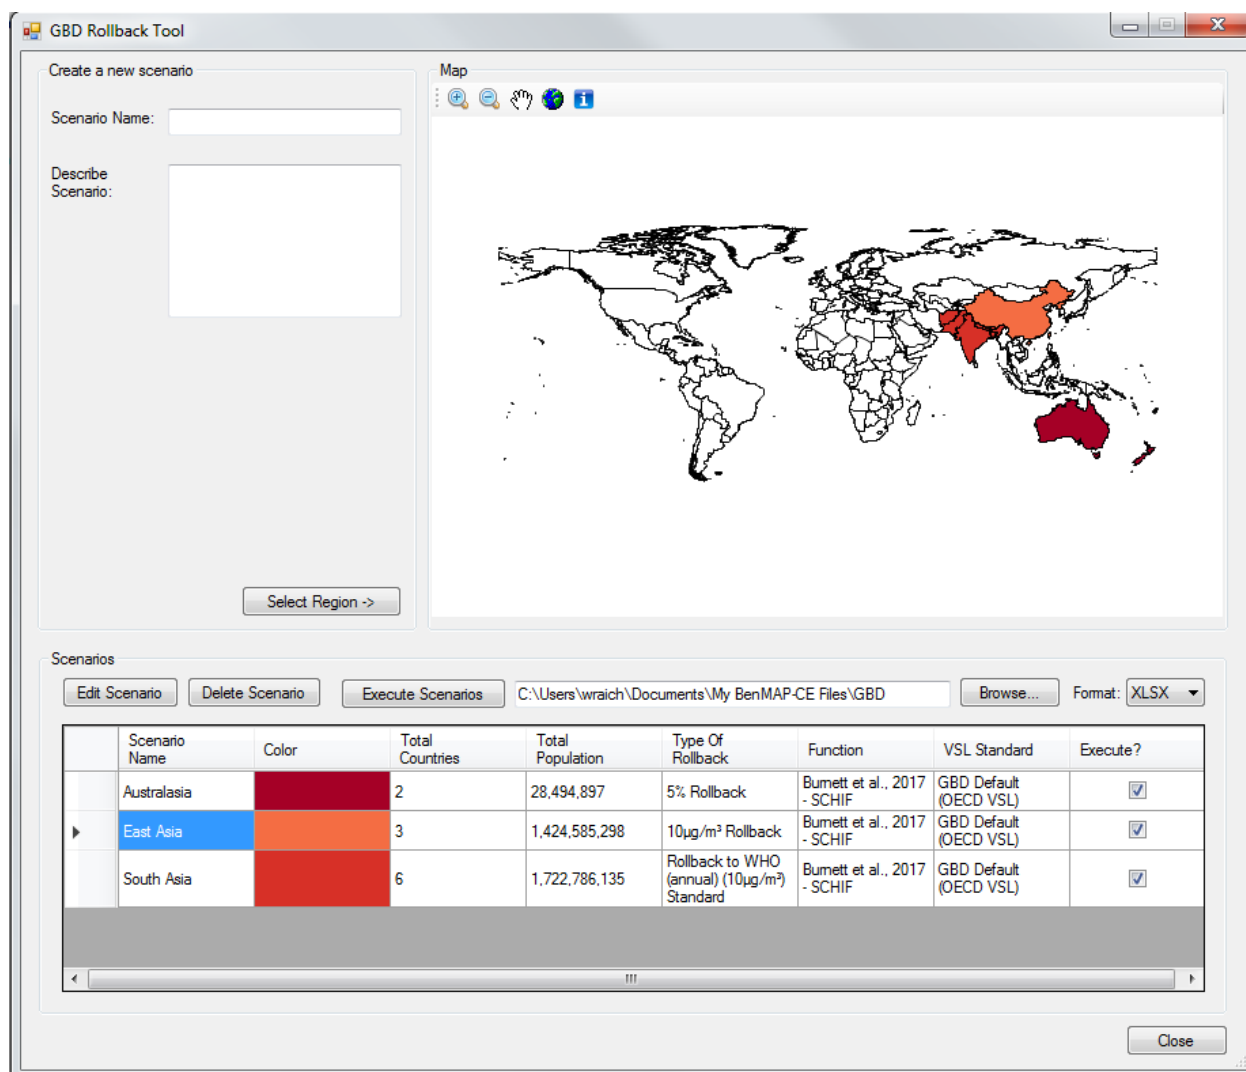 GBD Rollback Tool
Create a new scenario
Scenario Name:
Describe
Scenario:
Select Region ->
Map
Scenarios
Edit Scenario
Delete Scenario
Execute Scenarios
C:\Users\wraich\Documents\My BenMAP-CE Files\GBD
Browse...
Format: XLSX
Scenario
Name
Color
Total
Countries
Total
Population
Type Of
Rollback
Function
VSL Standard
Execute?
Australasia
2
28,494,897
5% Rollback
Burnett et al., 2017
- SCHIF
GBD Default
(OECD VSL)
East Asia
3
1,424,585,298
10µg/m³ Rollback
Burnett et al., 2017
- SCHIF
GBD Default
(OECD VSL)
South Asia
6
1,722,786,135
Rollback to WHO
(annual) (10µg/m³)
Standard
Burnett et al., 2017
- SCHIF
GBD Default
(OECD VSL)
Close